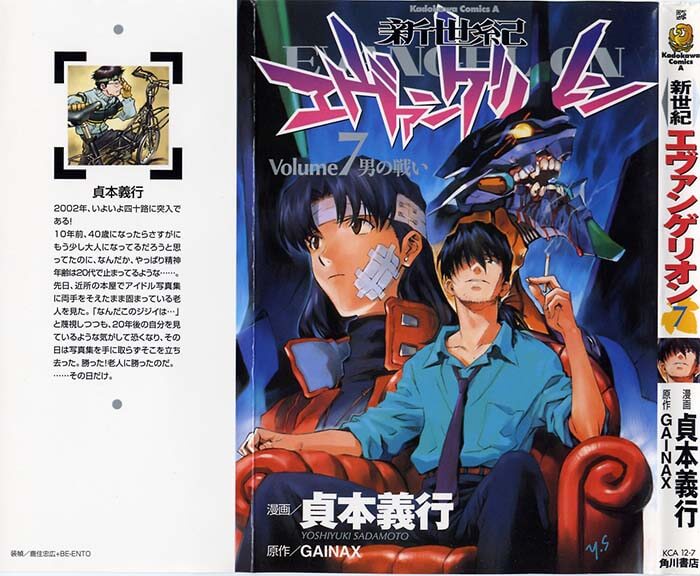 貞本義行
2002年、いよいよ四十路に突入で
ある!
10年前、40歳になったらさすがに
もう少し大人になってるだろうと思
ってたのに、なんだか、やっぱり精神
年齢は20代で止まってるような……。
先日、近所の本屋でアイドル写真集
に両手をそえたまま固まっている老
人を見た。「なんだこのジジイは…」
と蔑視しつつも、20年後の自分を見
ているような気がして恐くなり、その
日は写真集を手に取らずそこを立ち
去った。勝った!老人に勝ったのだ。
……その日だけ。
装幀/鹿住忠広+BE-ENTO
Kadokawa Comics A
新世紀
EVANGELION
エヴァンゲリオン
Volume 7 男の戦い
B
漫画/貞本義行
YOSHIYUKI SADAMOTO
原作/GAINAX
y.s
Kadokawa
Comics
A
新世紀
エヴァンゲリオン
7
漫画 貞本義行
原作 GAINAX
KCA 12-7
角川書店